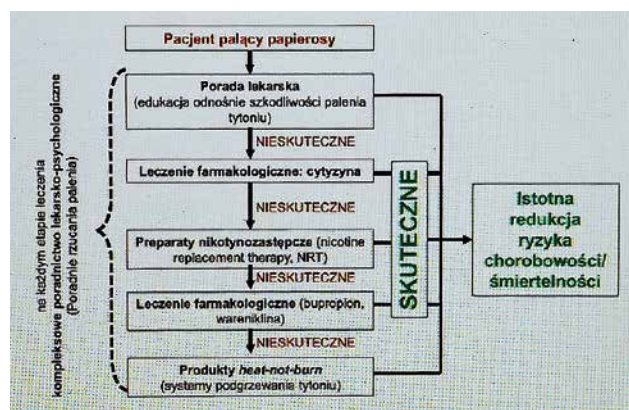 Pacjent palący papierosy
Porada lekarska
(edukacja odnośnie szkodliwości palenia
tytoniu)
NIESKUTECZNE
Leczenie farmakologiczne: cytyzyna
NIESKUTECZNE
Preparaty nikotynozastępcze (nicotine
replacement therapy, NRT)
NIESKUTECZNE
Leczenie farmakologiczne (bupropion,
wareniklina)
NIESKUTECZNE
Produkty heat-not-burn
(systemy podgrzewania tytoniu)
na każdym etapie leczenia
kompleksowe poradnictwo lekarsko-psychologiczne
(Poradnie rzucania palenia)
SKUTECZNE
Istotna
redukcja
ryzyka
chorobowości/
śmiertelności